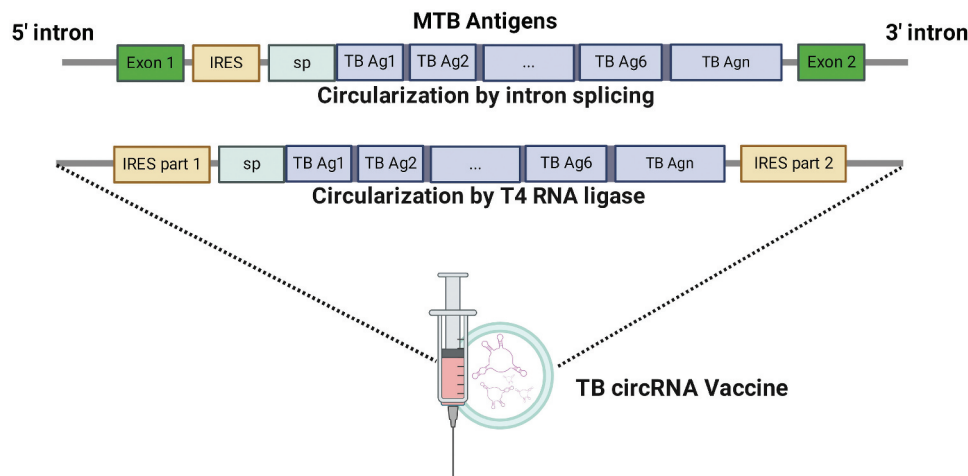 MTB Antigens
5' intron
3' intron
Exon 1 IRES sp TB Ag1 TB Ag2 ... TB Ag6 TB Agn Exon 2
Circularization by intron splicing
IRES part 1 sp TB Ag1 TB Ag2 ... TB Ag6 TB Agn IRES part 2
Circularization by T4 RNA ligase
TB circRNA Vaccine